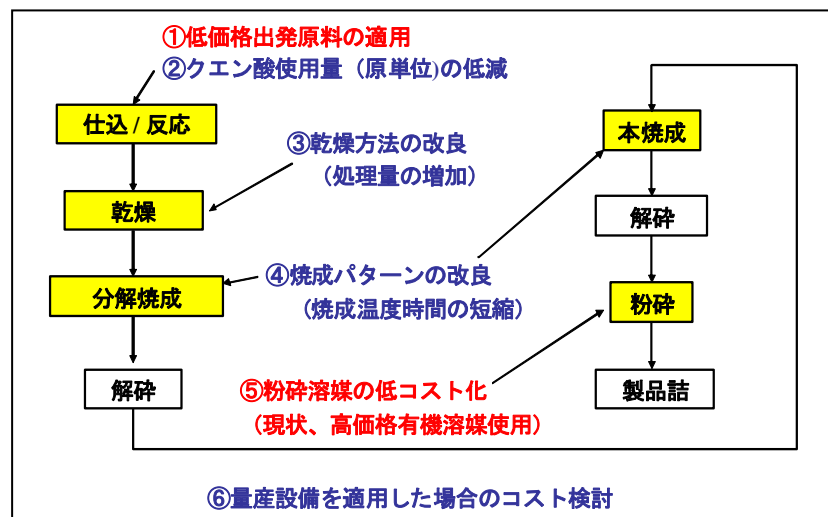 ①低価格出発原料の適用
②クエン酸使用量（原単位)の低減
仕込 / 反応
③乾燥方法の改良
（処理量の増加）
乾燥
④焼成パターンの改良
（焼成温度時間の短縮）
分解焼成
解砕
本焼成
解砕
粉砕
⑤粉砕溶媒の低コスト化
（現状、高価格有機溶媒使用）
製品詰
⑥量産設備を適用した場合のコスト検討